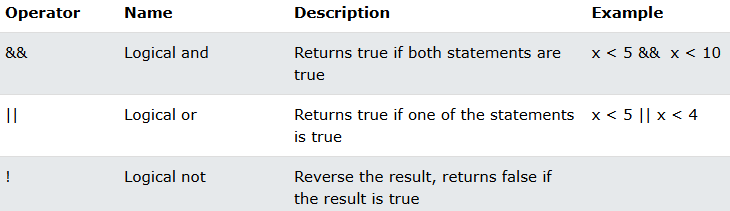 Operator Name Description Example
&& Logical and Returns true if both statements are x < 5 &&  x < 10
true
|| Logical or Returns true if one of the statements x < 5 || x < 4
is true
! Logical not Reverse the result, returns false if
the result is true